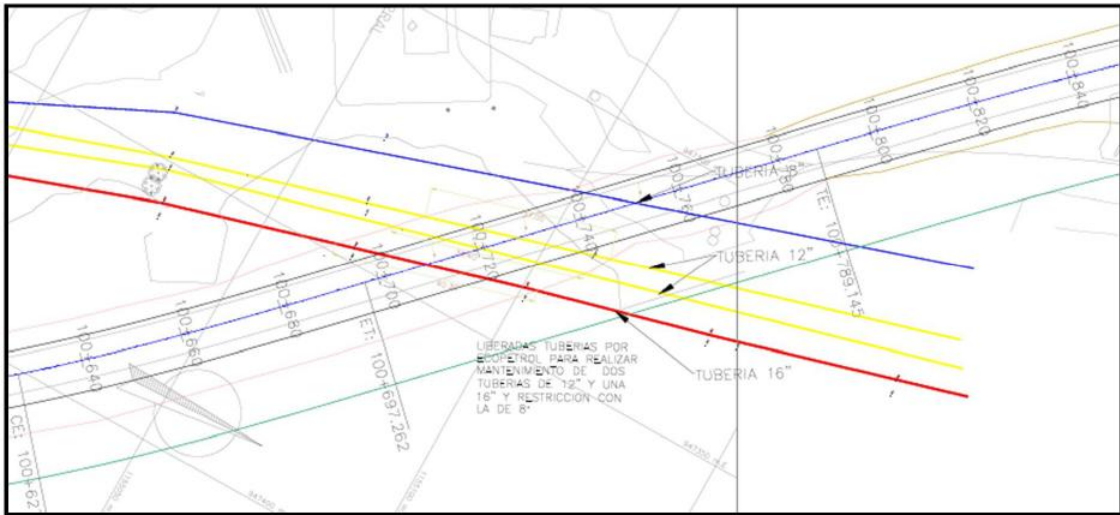 TUBERIA 8"
TUBERIA 12"
TUBERIA 16"
LIBERADAS TUBERIAS POR
ECOPETROL PARA REALIZAR
MANTENIMIENTO DE DOS
TUBERIAS DE 12" Y UNA
16" Y RESTRICCION CON
LA DE 8"
100+640
100+660
100+680
100+700
100+720
100+740
100+760
100+800
100+820
100+840
CE: 100+62
ET: 100+697.262
TE: 100+789.145